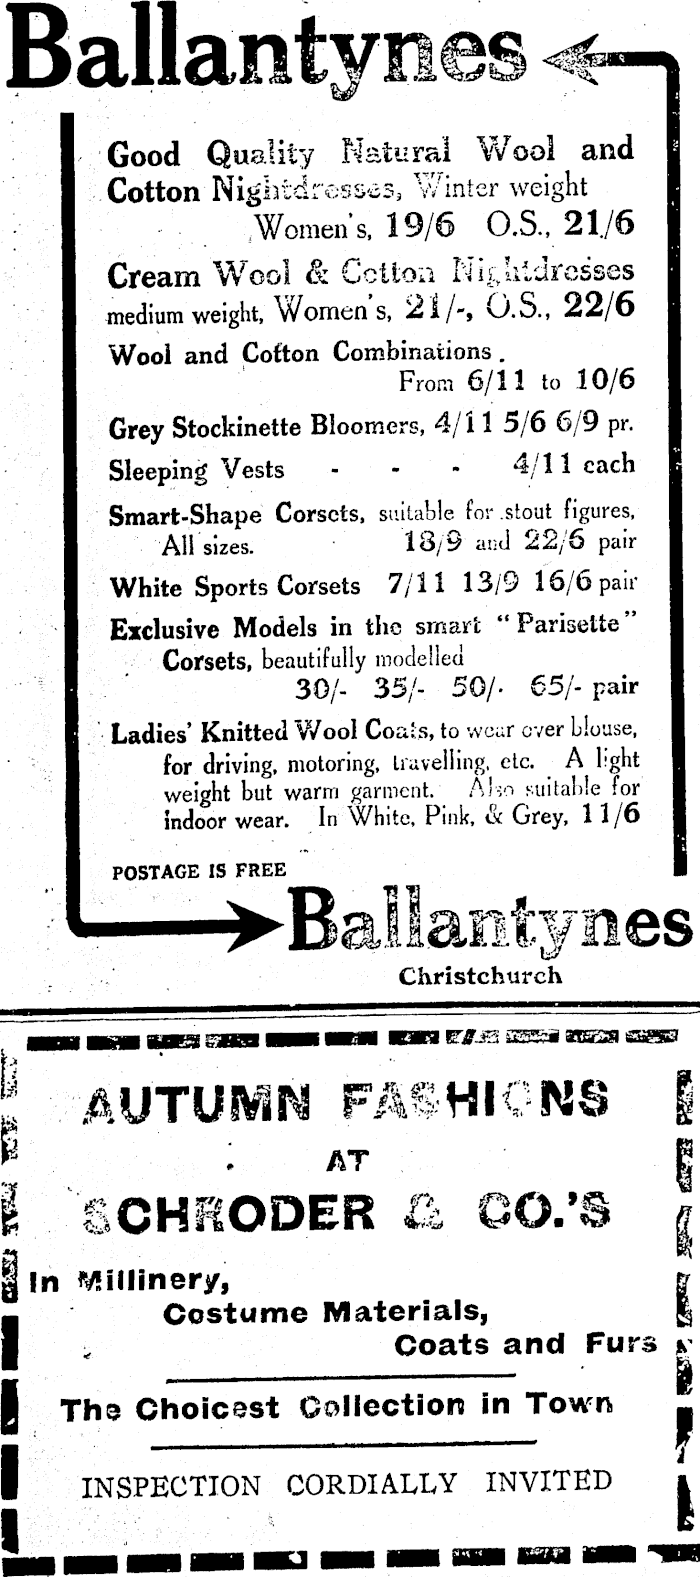 Ballantynes
Good Quality Natural Wool and
Cotton Nightdresses, Winter weight
Women's, 19/6 O.S., 21/6
Cream Wool & Cotton Nightdresses
medium weight, Women's, 21/-, O.S., 22/6
Wool and Cotton Combinations.
From 6/11 to 10/6
Grey Stockinette Bloomers, 4/11 5/6 6/9 pr.
Sleeping Vests - - - 4/11 each
Smart-Shape Corsets, suitable for stout figures,
All sizes. 18/9 and 22/6 pair
White Sports Corsets 7/11 13/9 16/6 pair
Exclusive Models in the smart "Parisette"
Corsets, beautifully modelled
30/- 35/- 50/- 65/- pair
Ladies' Knitted Wool Coats, to wear over blouse,
for driving, motoring, travelling, etc. A light
weight but warm garment. Also suitable for
indoor wear. In White, Pink, & Grey, 11/6
POSTAGE IS FREE
Ballantynes
Christchurch
AUTUMN FASHIONS
AT
SCHRODER & CO.'S
In Millinery,
Costume Materials,
Coats and Furs
The Choicest Collection in Town
INSPECTION CORDIALLY INVITED